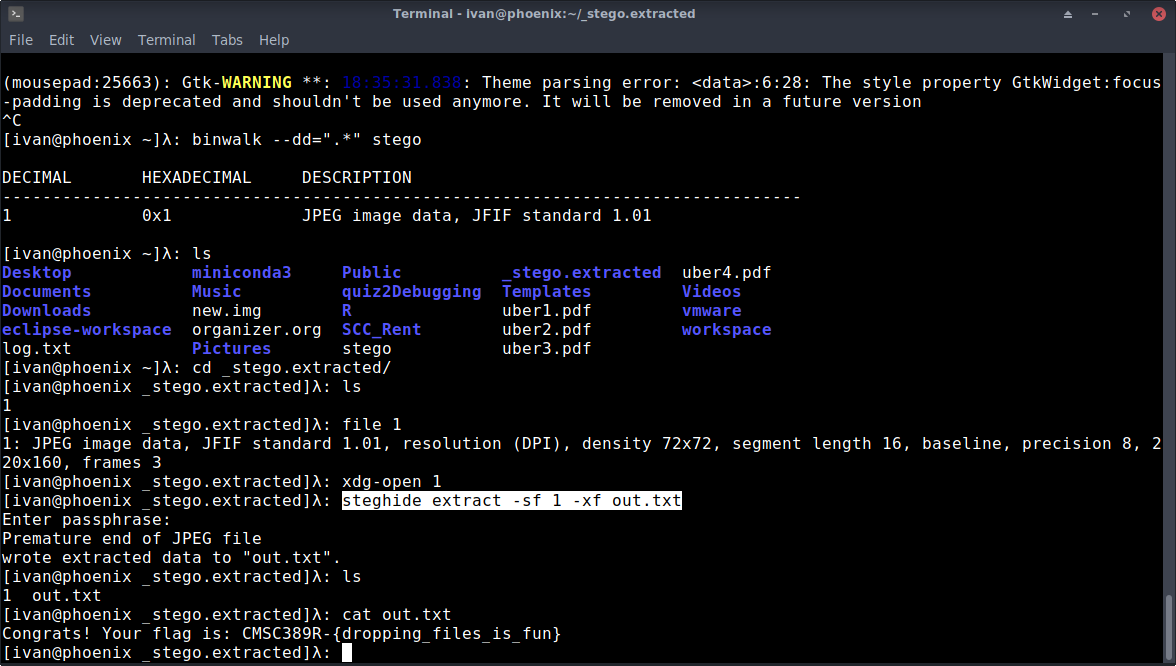 Terminal - ivan@phoenix:~/_stego.extracted
File Edit View Terminal Tabs Help
(mousepad:25663): Gtk-WARNING **: 18:35:31.838: Theme parsing error: <data>:6:28: The style property GtkWidget:focus
-padding is deprecated and shouldn't be used anymore. It will be removed in a future version
^C
[ivan@phoenix ~]λ: binwalk --dd=".*" stego
DECIMAL       HEXADECIMAL     DESCRIPTION
--------------------------------------------------------------------------------
1             0x1             JPEG image data, JFIF standard 1.01
[ivan@phoenix ~]λ: ls
Desktop            miniconda3     Public          _stego.extracted  uber4.pdf
Documents          Music          quiz2Debugging  Templates         Videos
Downloads          new.img        R               uber1.pdf         vmware
eclipse-workspace  organizer.org  SCC_Rent        uber2.pdf         workspace
log.txt            Pictures       stego           uber3.pdf
[ivan@phoenix ~]λ: cd _stego.extracted/
[ivan@phoenix _stego.extracted]λ: ls
1
[ivan@phoenix _stego.extracted]λ: file 1
1: JPEG image data, JFIF standard 1.01, resolution (DPI), density 72x72, segment length 16, baseline, precision 8, 2
20x160, frames 3
[ivan@phoenix _stego.extracted]λ: xdg-open 1
[ivan@phoenix _stego.extracted]λ: steghide extract -sf 1 -xf out.txt
Enter passphrase:
Premature end of JPEG file
wrote extracted data to "out.txt".
[ivan@phoenix _stego.extracted]λ: ls
1  out.txt
[ivan@phoenix _stego.extracted]λ: cat out.txt
Congrats! Your flag is: CMSC389R-{dropping_files_is_fun}
[ivan@phoenix _stego.extracted]λ: